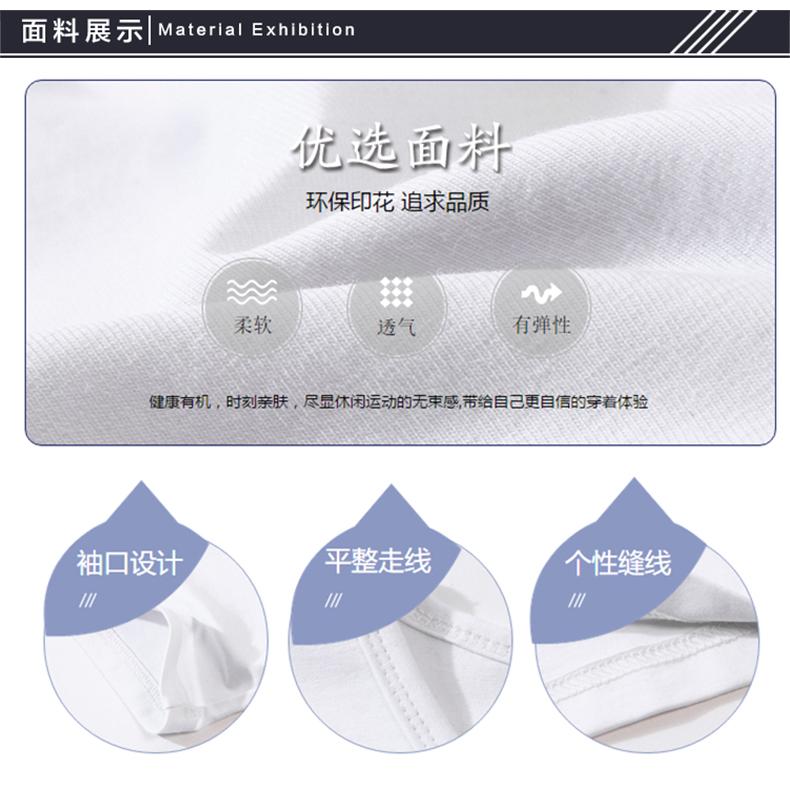 面料展示 Material Exhibition
优选面料
环保印花 追求品质
柔软 透气 有弹性
健康有机，时刻亲肤，尽显休闲运动的无束感,带给自己更自信的穿着体验
袖口设计 平整走线 个性缝线